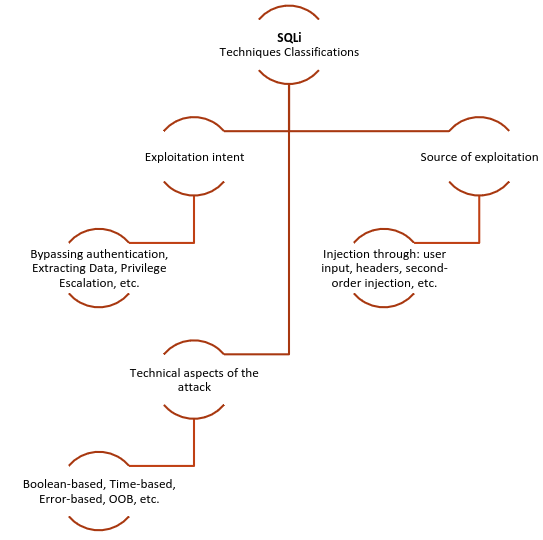 SQLi
Techniques Classifications
Exploitation intent
Source of exploitation
Bypassing authentication,
Extracting Data, Privilege
Escalation, etc.
Injection through: user
input, headers, second-
order injection, etc.
Technical aspects of the
attack
Boolean-based, Time-based,
Error-based, OOB, etc.